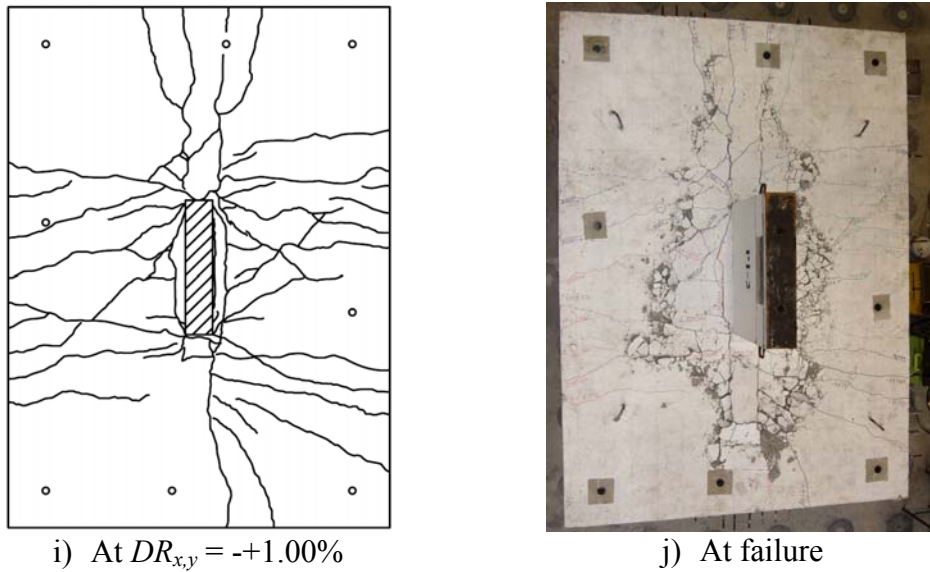 i) At DRx,y = -+1.00%
j) At failure